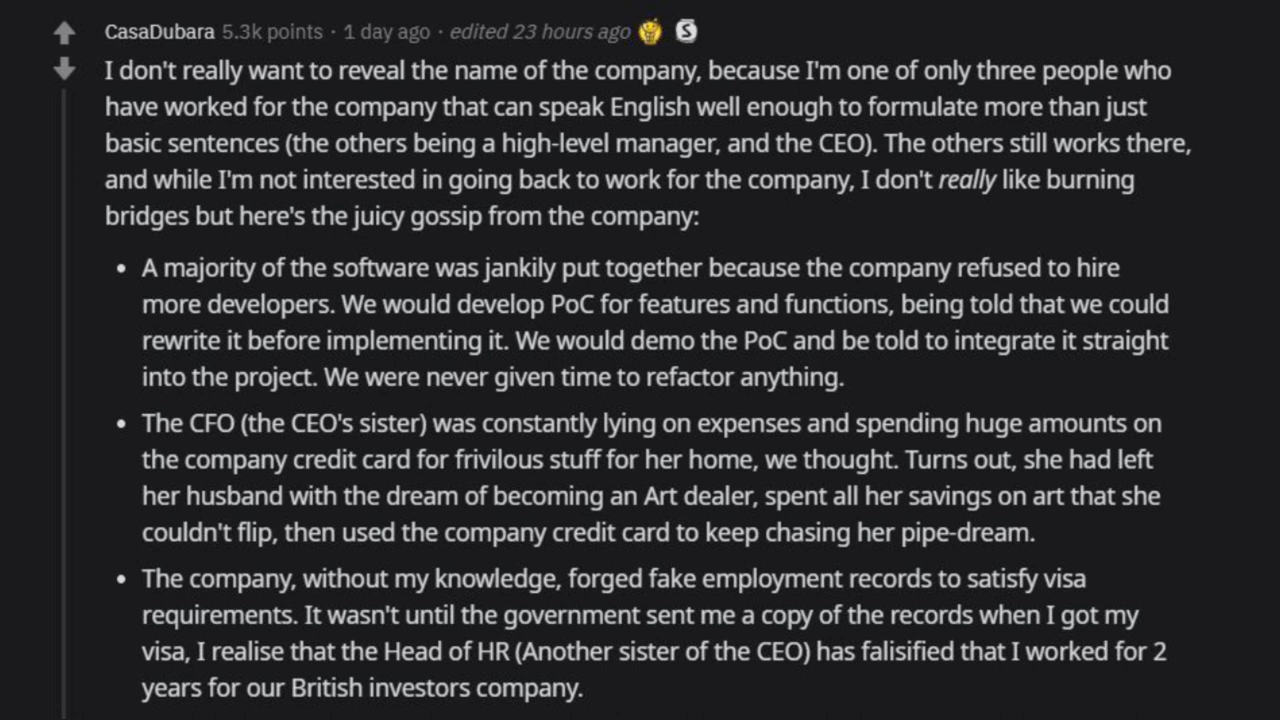 CasaDubara 5.3k points · 1 day ago · edited 23 hours ago S
I don't really want to reveal the name of the company, because I'm one of only three people who
have worked for the company that can speak English well enough to formulate more than just
basic sentences (the others being a high-level manager, and the CEO). The others still works there,
and while I'm not interested in going back to work for the company, I don't really like burning
bridges but here's the juicy gossip from the company:
• A majority of the software was jankily put together because the company refused to hire
more developers. We would develop PoC for features and functions, being told that we could
rewrite it before implementing it. We would demo the PoC and be told to integrate it straight
into the project. We were never given time to refactor anything.
• The CFO (the CEO's sister) was constantly lying on expenses and spending huge amounts on
the company credit card for frivilous stuff for her home, we thought. Turns out, she had left
her husband with the dream of becoming an Art dealer, spent all her savings on art that she
couldn't flip, then used the company credit card to keep chasing her pipe-dream.
• The company, without my knowledge, forged fake employment records to satisfy visa
requirements. It wasn't until the government sent me a copy of the records when I got my
visa, I realise that the Head of HR (Another sister of the CEO) has falisified that I worked for 2
years for our British investors company.